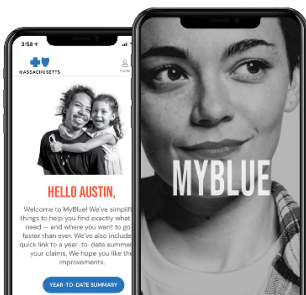 3:58
MASSACHUSETTS
HELLO AUSTIN,
Welcome to MyBlue! We've simplifi
things to help you find exactly what
need — and where you want to go
faster than ever. We've also include
quick link to a year-to-date summar
your claims. We hope you like the
improvements.
YEAR-TO-DATE SUMMARY
MYBLUE